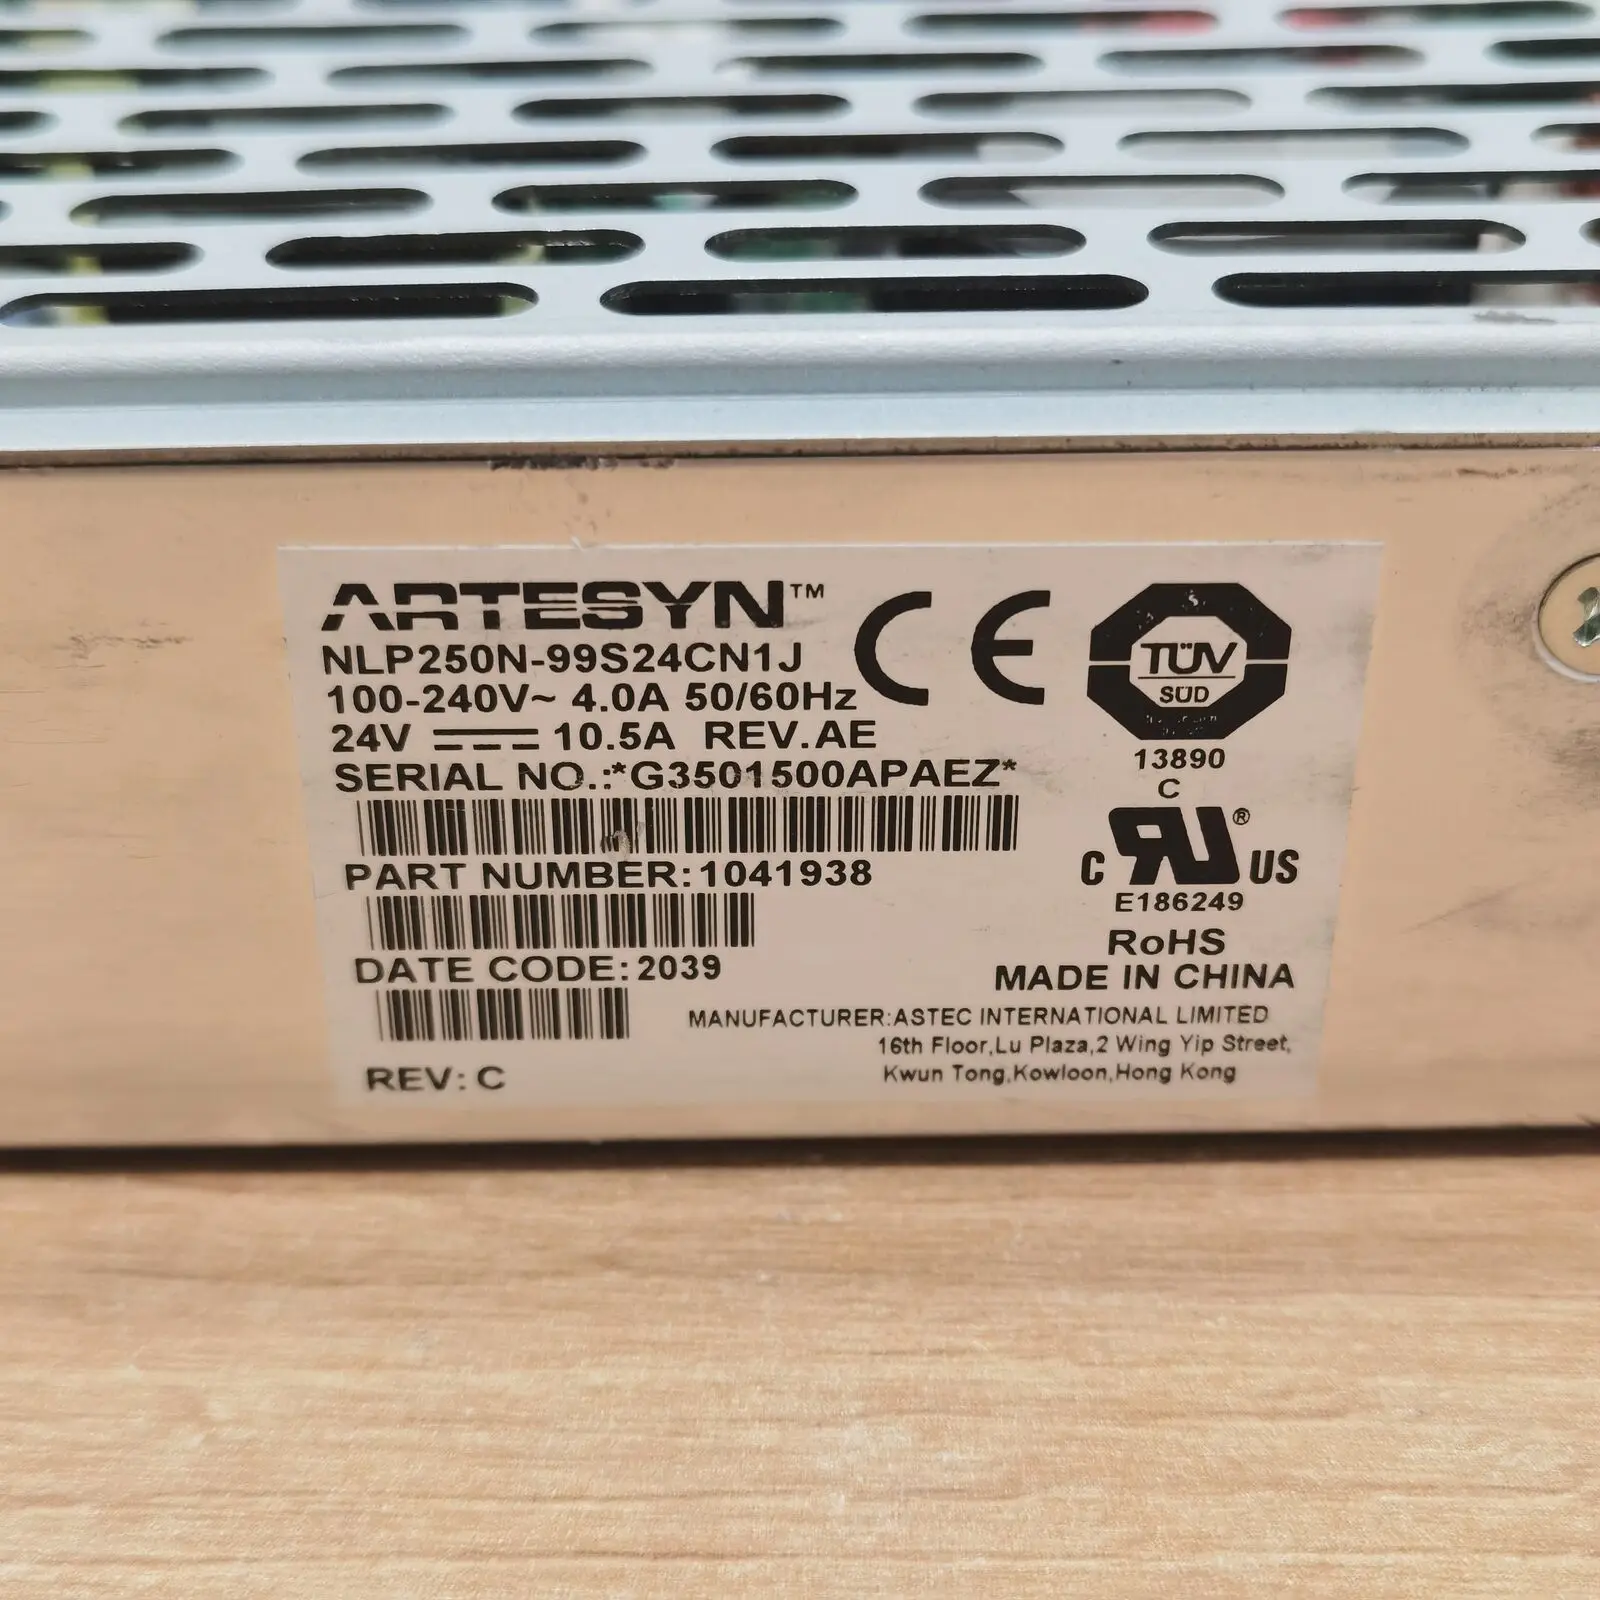 ARTESYN™
NLP250N-99S24CN1J
100-240V~ 4.0A 50/60Hz
24V ⎓ 10.5A REV.AE
SERIAL NO.:*G3501500APAEZ*
PART NUMBER:1041938
DATE CODE:2039
REV: C
CE
TÜV
SÜD
13890
C
C RU® US
E186249
RoHS
MADE IN CHINA
MANUFACTURER:ASTEC INTERNATIONAL LIMITED
16th Floor,Lu Plaza,2 Wing Yip Street,
Kwun Tong,Kowloon,Hong Kong